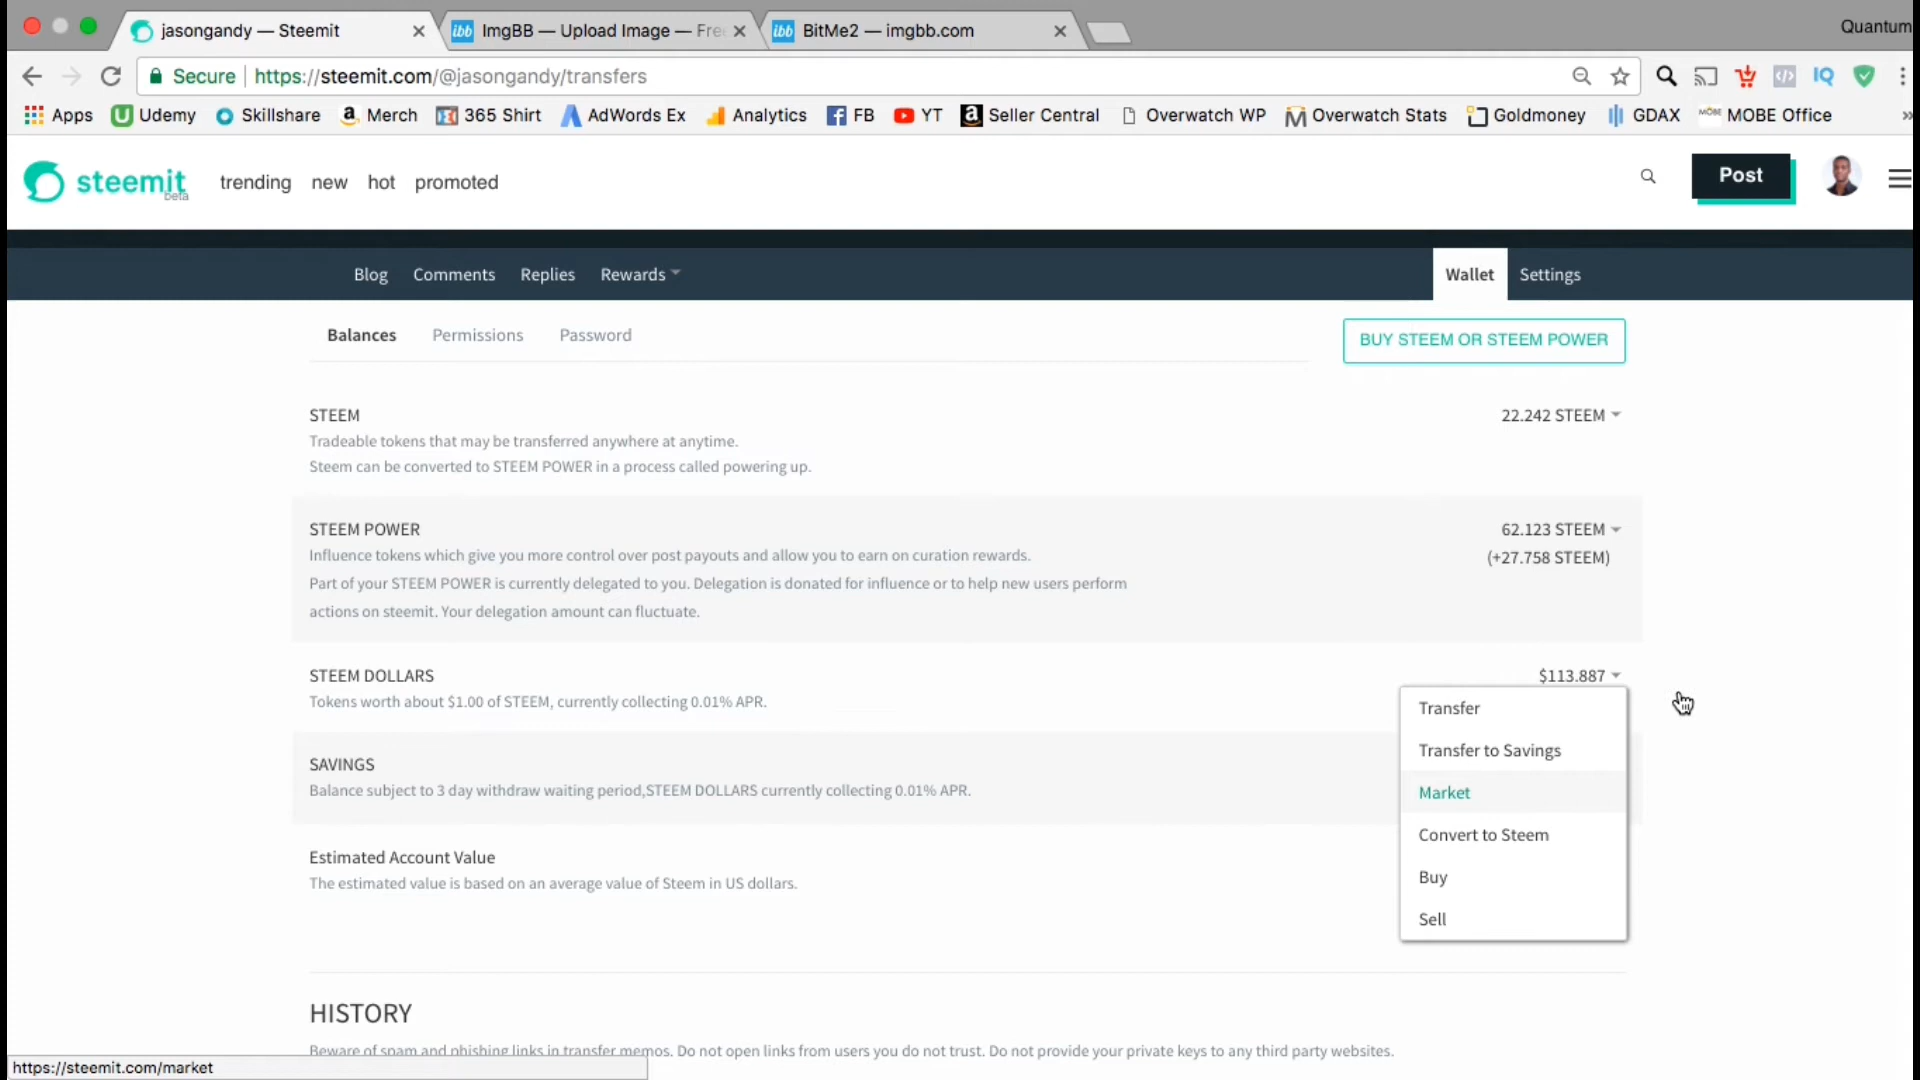 jasongandy — Steemit
ImgBB — Upload Image — Fre
BitMe2 — imgbb.com
Quantum
Secure
https://steemit.com/@jasongandy/transfers
Apps
Udemy
Skillshare
Merch
365 Shirt
AdWords Ex
Analytics
FB
YT
Seller Central
Overwatch WP
Overwatch Stats
Goldmoney
GDAX
MOBE Office
steemit
beta
trending
new
hot
promoted
Post
Blog
Comments
Replies
Rewards
Wallet
Settings
Balances
Permissions
Password
BUY STEEM OR STEEM POWER
STEEM
22.242 STEEM
Tradeable tokens that may be transferred anywhere at anytime.
Steem can be converted to STEEM POWER in a process called powering up.
STEEM POWER
62.123 STEEM
Influence tokens which give you more control over post payouts and allow you to earn on curation rewards.
(+27.758 STEEM)
Part of your STEEM POWER is currently delegated to you. Delegation is donated for influence or to help new users perform
actions on steemit. Your delegation amount can fluctuate.
STEEM DOLLARS
$113.887
Tokens worth about $1.00 of STEEM, currently collecting 0.01% APR.
Transfer
Transfer to Savings
Market
Convert to Steem
Buy
Sell
SAVINGS
Balance subject to 3 day withdraw waiting period,STEEM DOLLARS currently collecting 0.01% APR.
Estimated Account Value
The estimated value is based on an average value of Steem in US dollars.
HISTORY
Beware of spam and phishing links in transfer memos. Do not open links from users you do not trust. Do not provide your private keys to any third party websites.
https://steemit.com/market